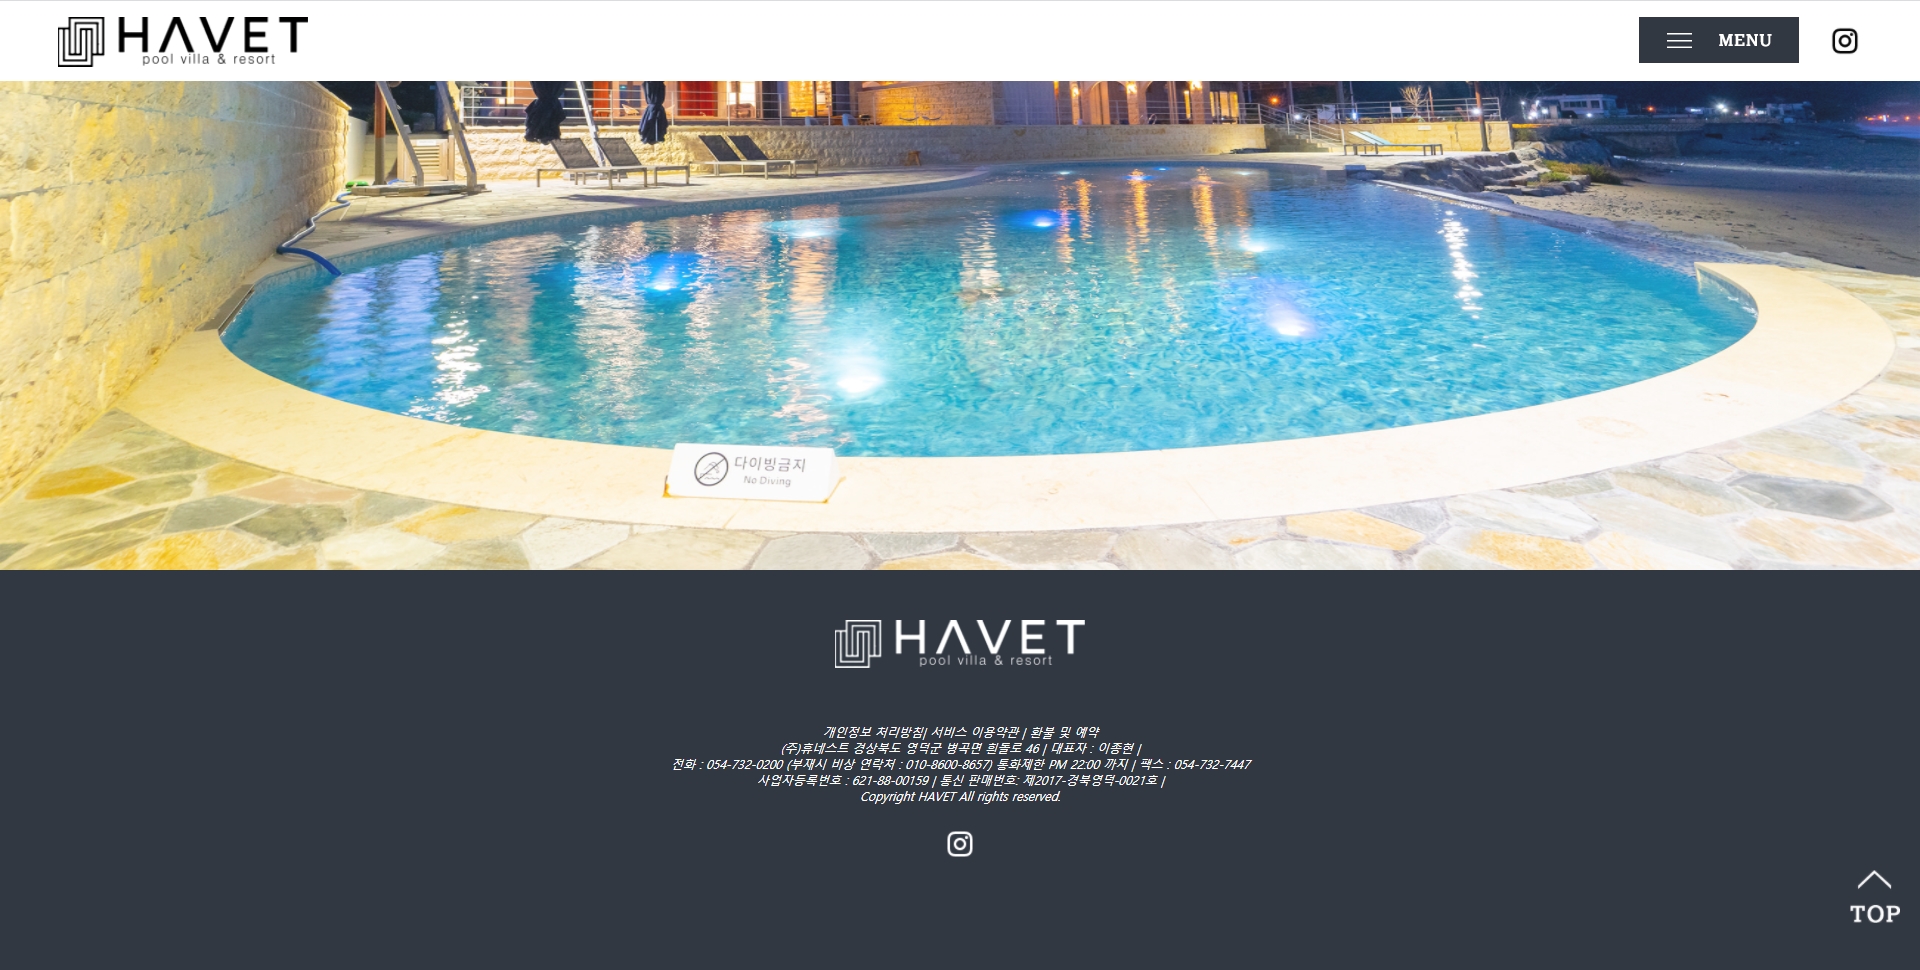 HAVET
pool villa & resort
MENU
다이빙금지
No Diving
HAVET
pool villa & resort
개인정보 처리방침| 서비스 이용약관 | 환불 및 예약
(주)휴네스트 경상북도 영덕군 병곡면 흰돌로 46 | 대표자 : 이종현 |
전화 : 054-732-0200 (부재시 비상 연락처 : 010-8600-8657) 통화제한 PM 22:00 까지 | 팩스 : 054-732-7447
사업자등록번호 : 621-88-00159 | 통신 판매번호: 제2017-경북영덕-0021호 |
Copyright HAVET All rights reserved.
TOP